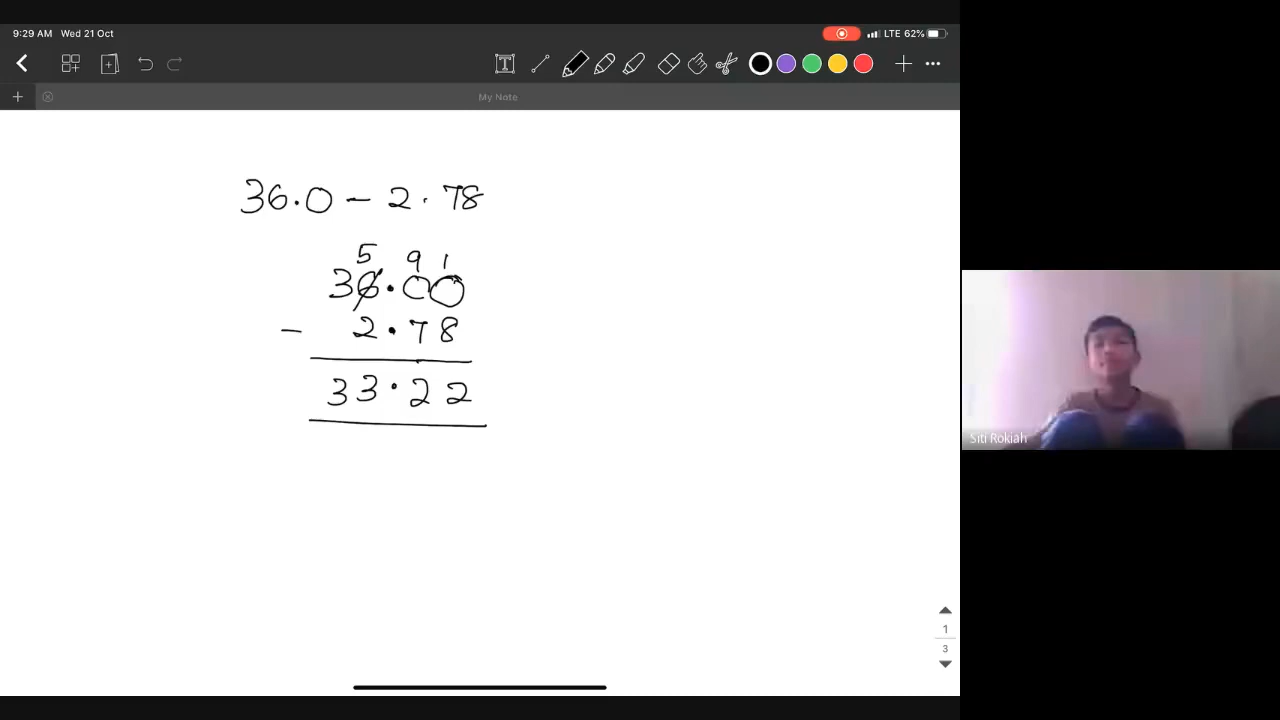 9:29 AM Wed 21 Oct
LTE 62%
T
My Note
36.0 - 2.78
5 9 1
36.00
- 2.78
33.22
Siti Rokiah
1
3